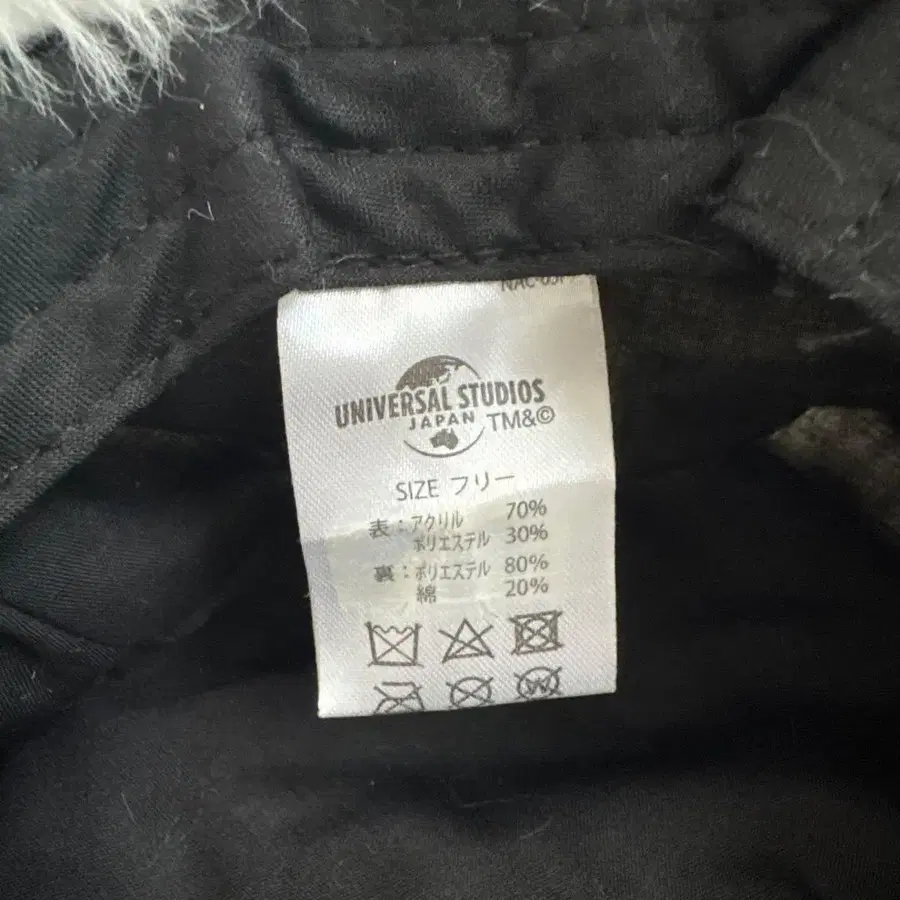 UNIVERSAL STUDIOS
JAPAN TM&©
SIZE フリー
表：アクリル 70%
ポリエステル 30%
裏：ポリエステル 80%
綿 20%